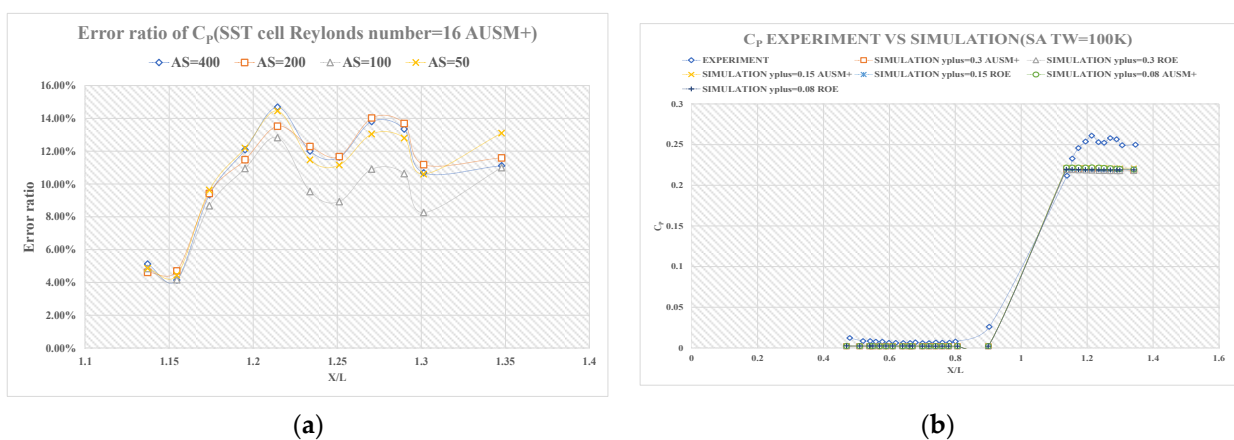 Error ratio of CP(SST cell Reylonds number=16 AUSM+)
AS=400 AS=200 AS=100 AS=50
16.00%
14.00%
12.00%
10.00%
8.00%
6.00%
4.00%
2.00%
0.00%
Error ratio
1.1 1.15 1.2 1.25 1.3 1.35 1.4
X/L
(a)
CP EXPERIMENT VS SIMULATION(SA TW=100K)
EXPERIMENT SIMULATION yplus=0.3 AUSM+ SIMULATION yplus=0.3 ROE
SIMULATION yplus=0.15 AUSM+ SIMULATION yplus=0.15 ROE SIMULATION yplus=0.08 AUSM+
SIMULATION yplus=0.08 ROE
0.3
0.25
0.2
0.15
0.1
0.05
0
CP
0 0.2 0.4 0.6 0.8 1 1.2 1.4 1.6
X/L
(b)